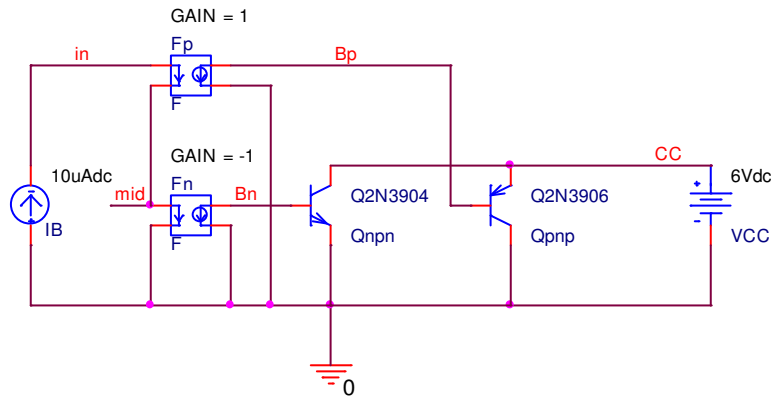 GAIN = 1
in
Fp
Bp
F
GAIN = -1
CC
10uAdc
mid
Fn
Bn
Q2N3904
Q2N3906
6Vdc
IB
F
Qnpn
Qpnp
VCC
0